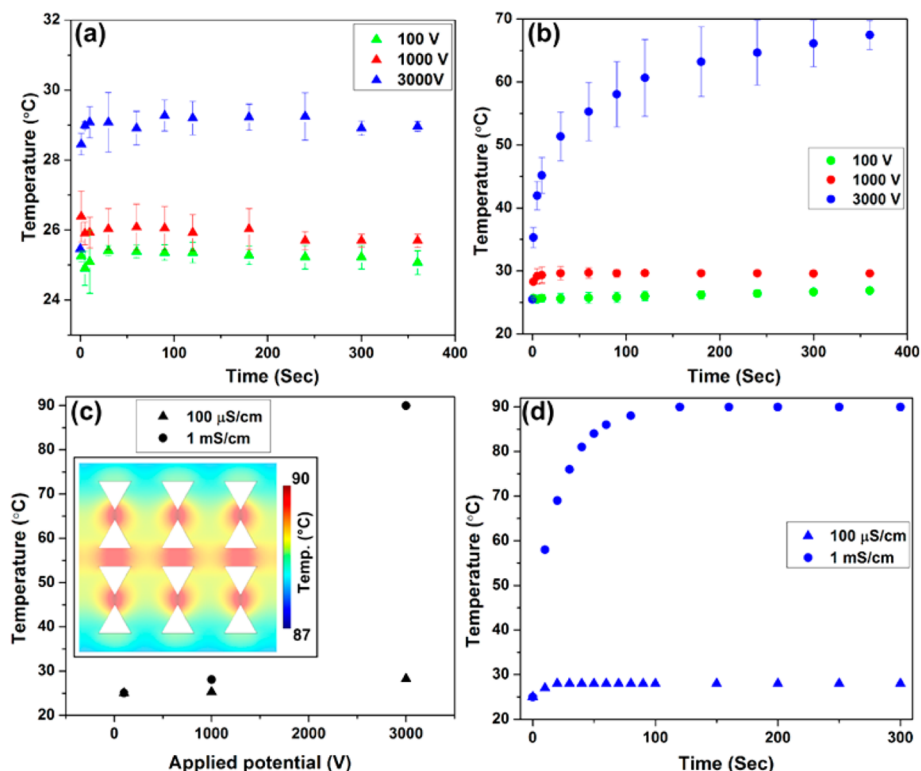 (a)
100 V
1000 V
3000V
32
30
28
26
24
Temperature (°C)
0 100 200 300 400
Time (Sec)
(b)
100 V
1000 V
3000 V
70
60
50
40
30
20
Temperature (°C)
0 100 200 300 400
Time (Sec)
(c)
100 μS/cm
1 mS/cm
90
80
70
60
50
40
30
20
Temperature (°C)
90
Temp. (°C)
87
0 1000 2000 3000
Applied potential (V)
(d)
100 μS/cm
1 mS/cm
90
80
70
60
50
40
30
20
Temperature (°C)
0 100 200 300
Time (Sec)